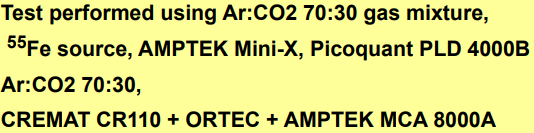 Test performed using Ar:CO2 70:30 gas mixture,
⁵⁵Fe source, AMPTEK Mini-X, Picoquant PLD 4000B
Ar:CO2 70:30,
CREMAT CR110 + ORTEC + AMPTEK MCA 8000A